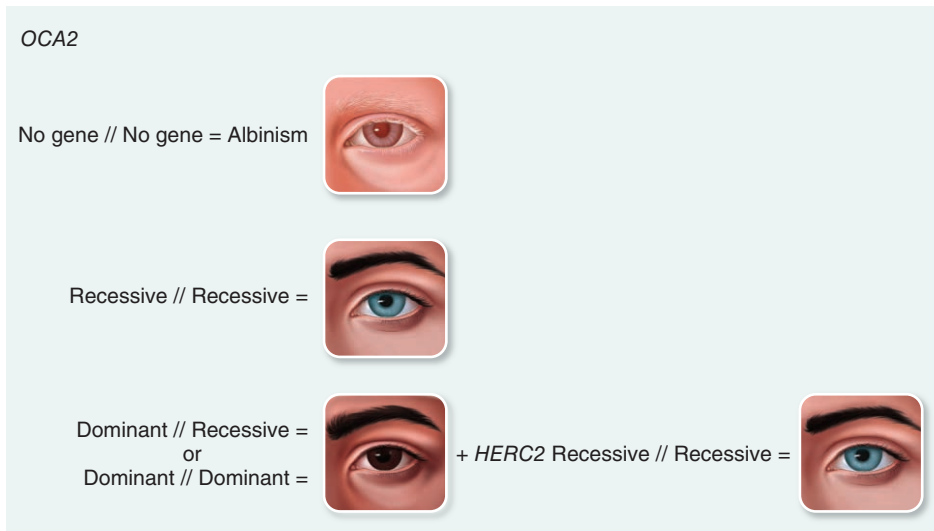 OCA2
No gene // No gene = Albinism
Recessive // Recessive =
Dominant // Recessive =
or
Dominant // Dominant =
+ HERC2 Recessive // Recessive =